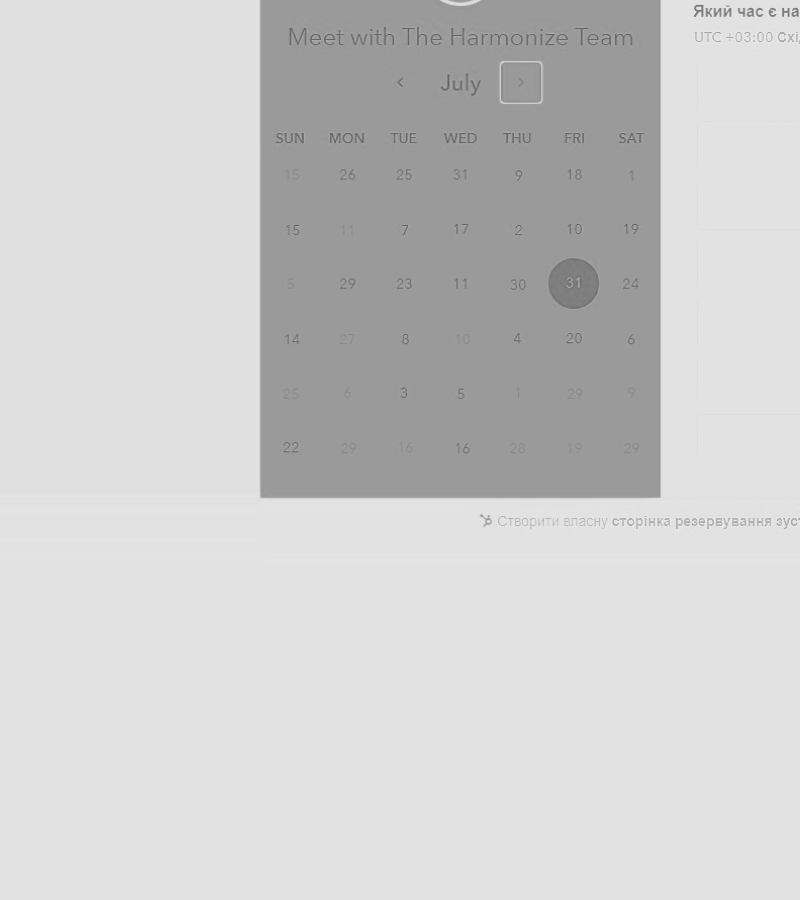 Який час є на
Meet with The Harmonize Team
UTC +03:00 Схі
July
SUN MON TUE WED THU FRI SAT
15 26 25 31 9 18 1
15 11 7 17 2 10 19
5 29 23 11 30 31 24
14 27 8 10 4 20 6
25 6 3 5 1 29 9
22 29 16 16 28 19 29
Створити власну сторінка резервування зуст